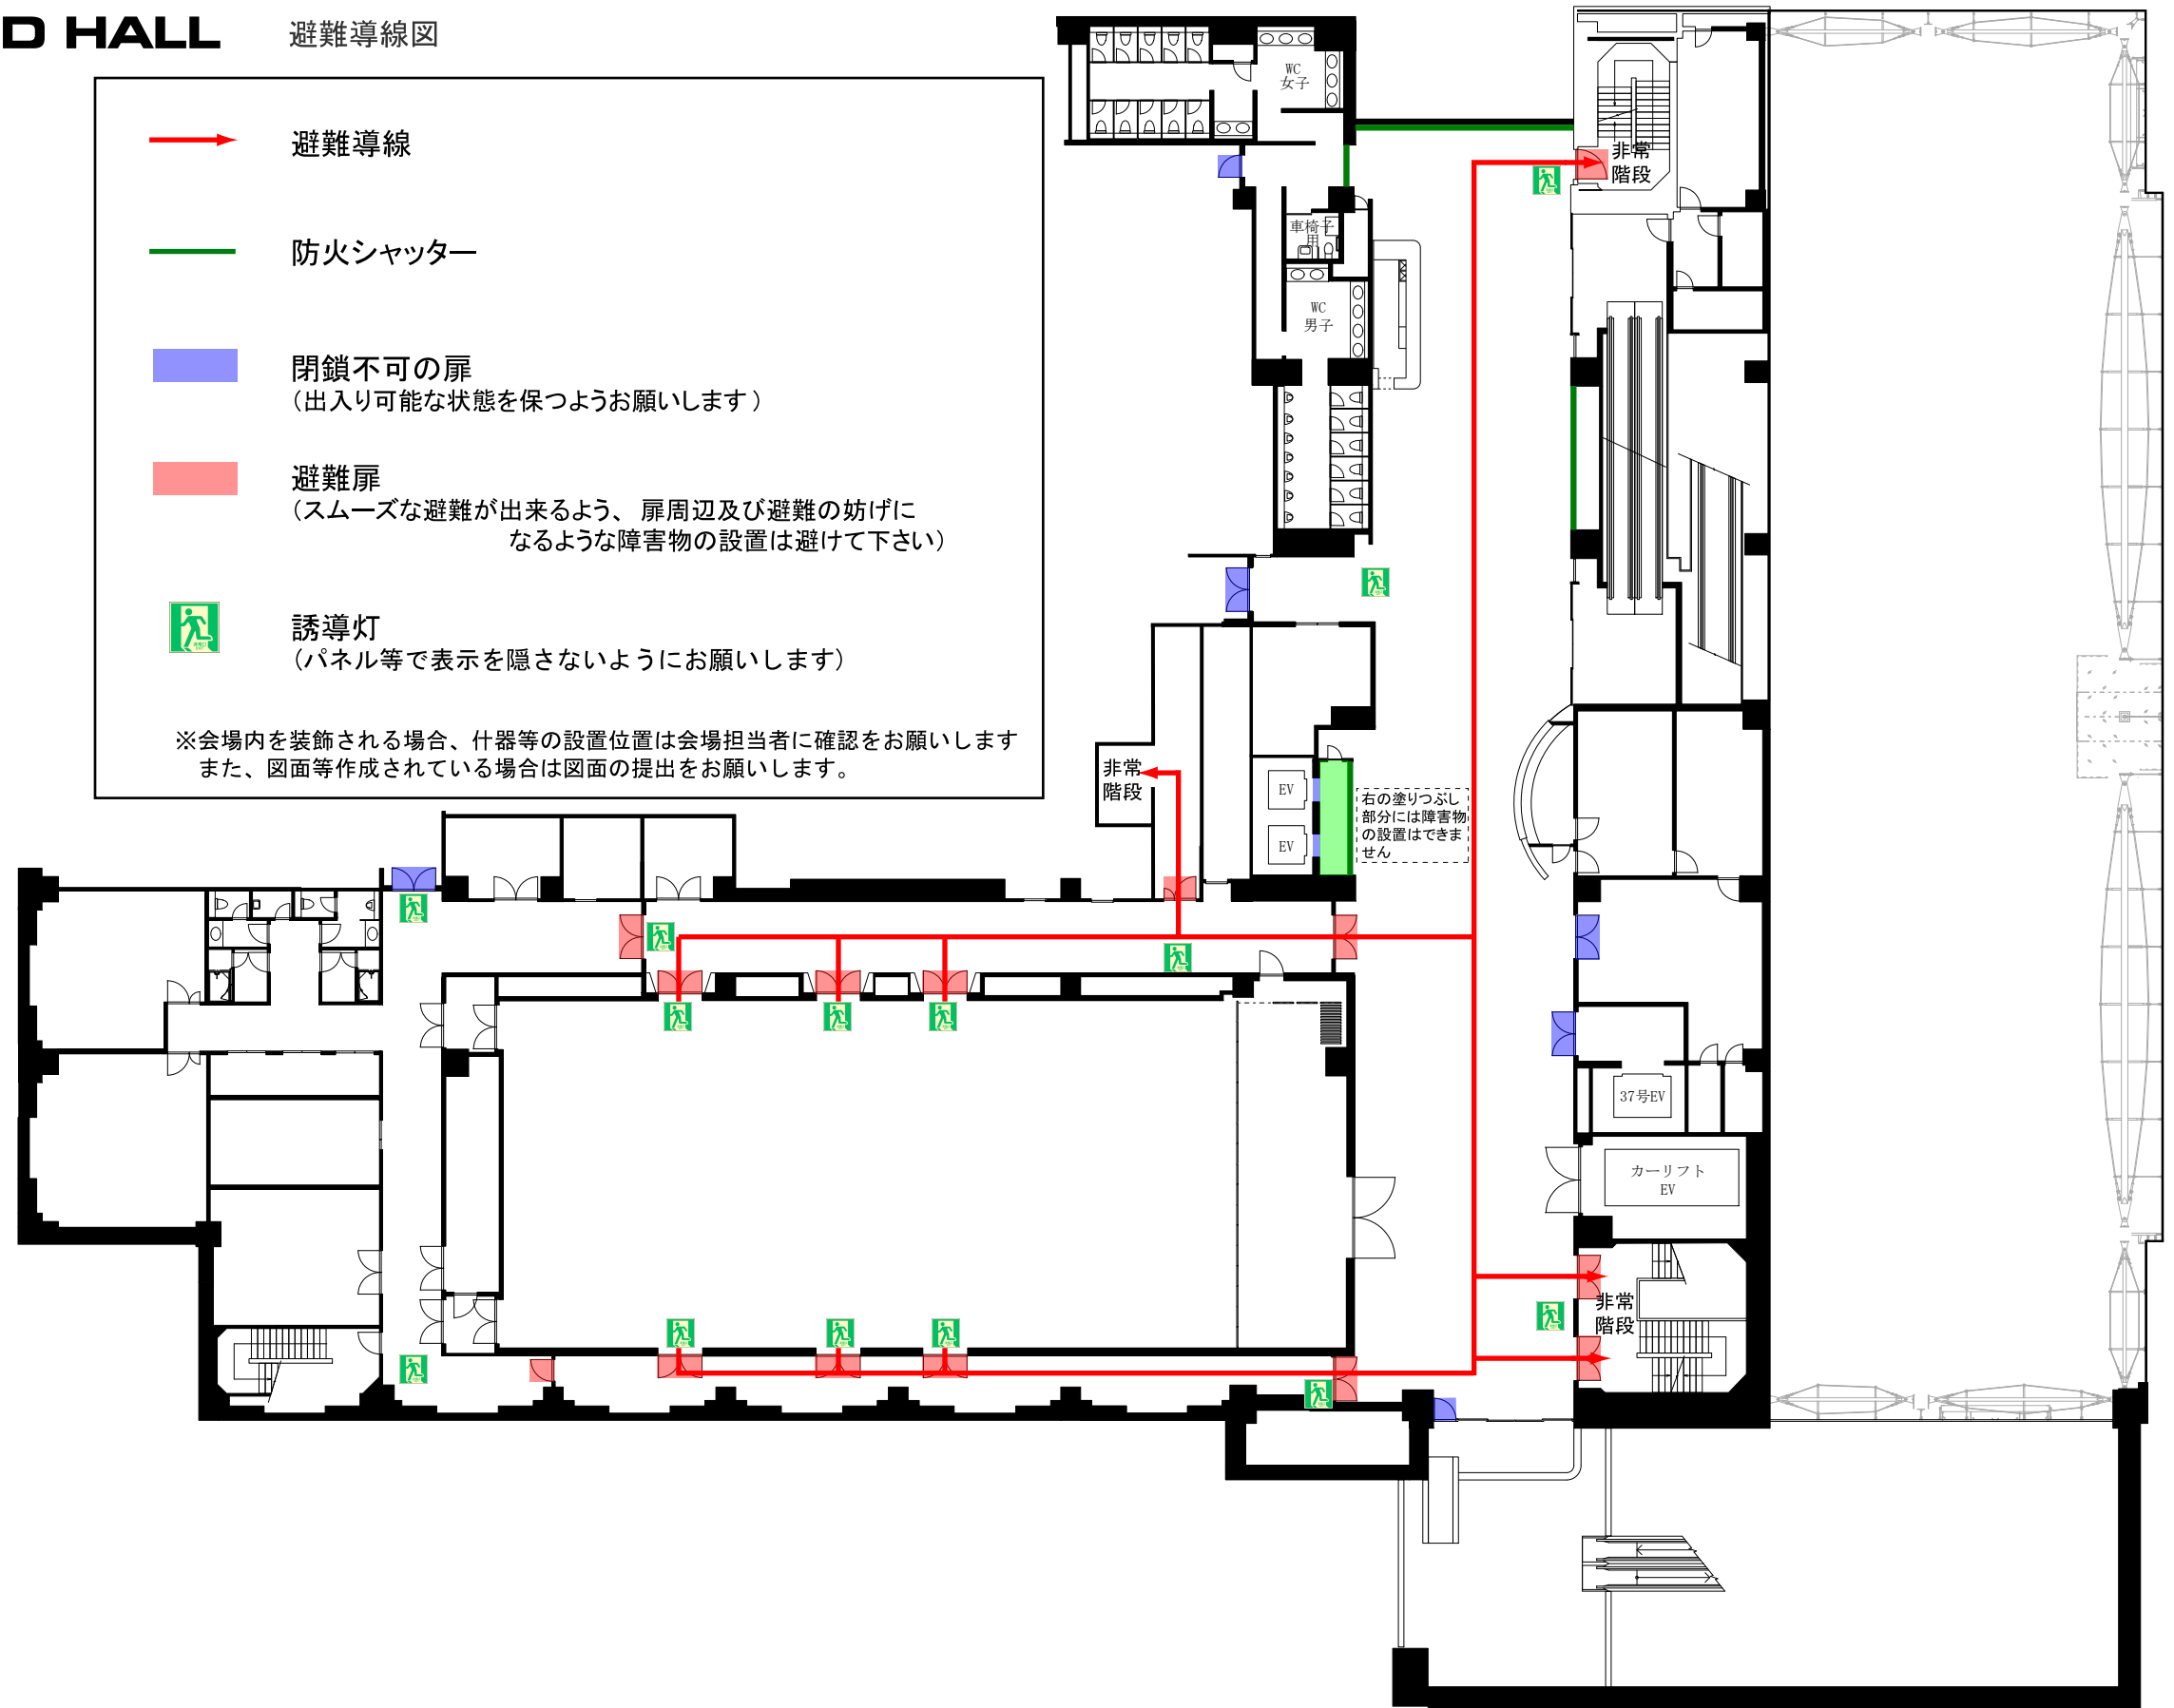 D HALL 避難導線図
避難導線
防火シャッター
閉鎖不可の扉
（出入り可能な状態を保つようお願いします）
避難扉
（スムーズな避難が出来るよう、扉周辺及び避難の妨げに
なるような障害物の設置は避けて下さい）
誘導灯
（パネル等で表示を隠さないようにお願いします）
※会場内を装飾される場合、什器等の設置位置は会場担当者に確認をお願いします
また、図面等作成されている場合は図面の提出をお願いします。
WC
女子
非常
階段
車椅子
用
WC
男子
非常
階段
EV
EV
右の塗りつぶし
部分には障害物
の設置はできま
せん
37号EV
カーリフト
EV
非常
階段